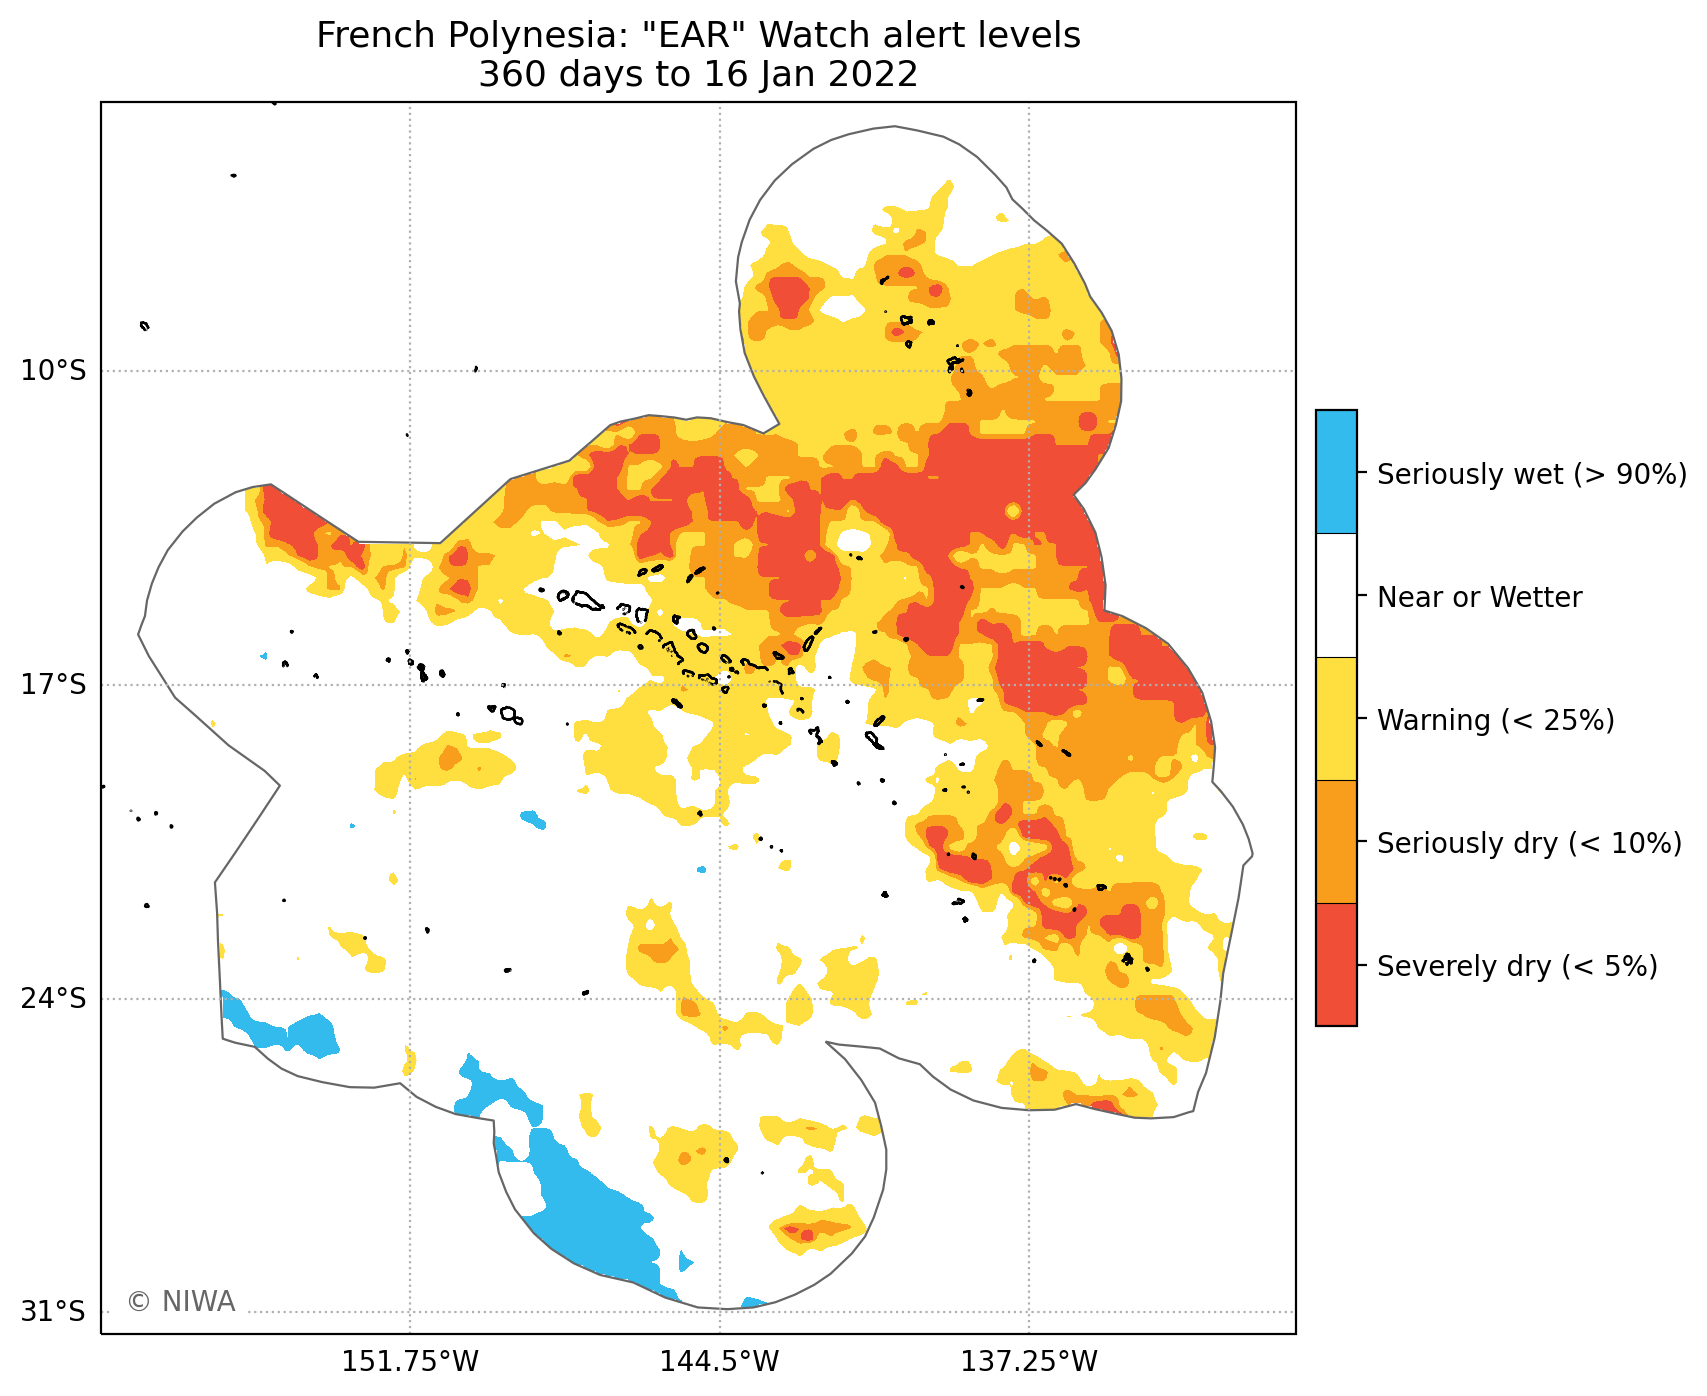 French Polynesia: "EAR" Watch alert levels
360 days to 16 Jan 2022
10°S
17°S
24°S
31°S
151.75°W
144.5°W
137.25°W
© NIWA
Seriously wet (> 90%)
Near or Wetter
Warning (< 25%)
Seriously dry (< 10%)
Severely dry (< 5%)